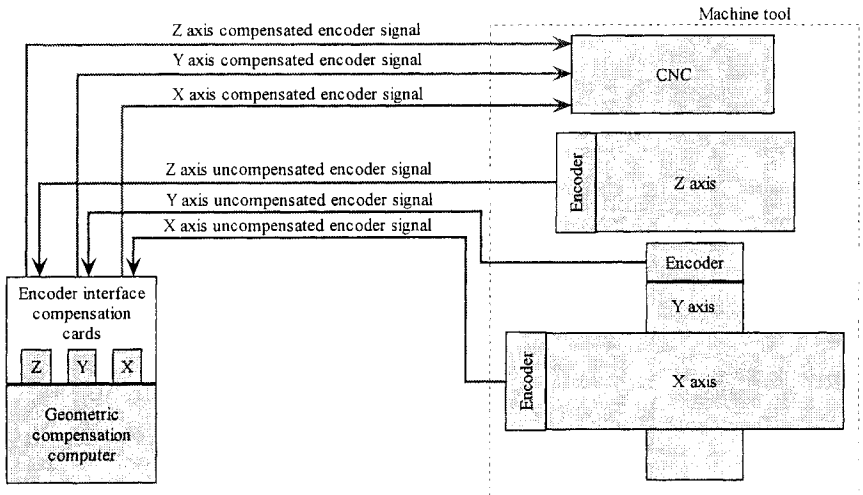 Machine tool
Z axis compensated encoder signal
Y axis compensated encoder signal
X axis compensated encoder signal
CNC
Z axis uncompensated encoder signal
Y axis uncompensated encoder signal
X axis uncompensated encoder signal
Encoder
Z axis
Encoder
Y axis
Encoder
X axis
Encoder interface
compensation
cards
Z Y X
Geometric
compensation
computer